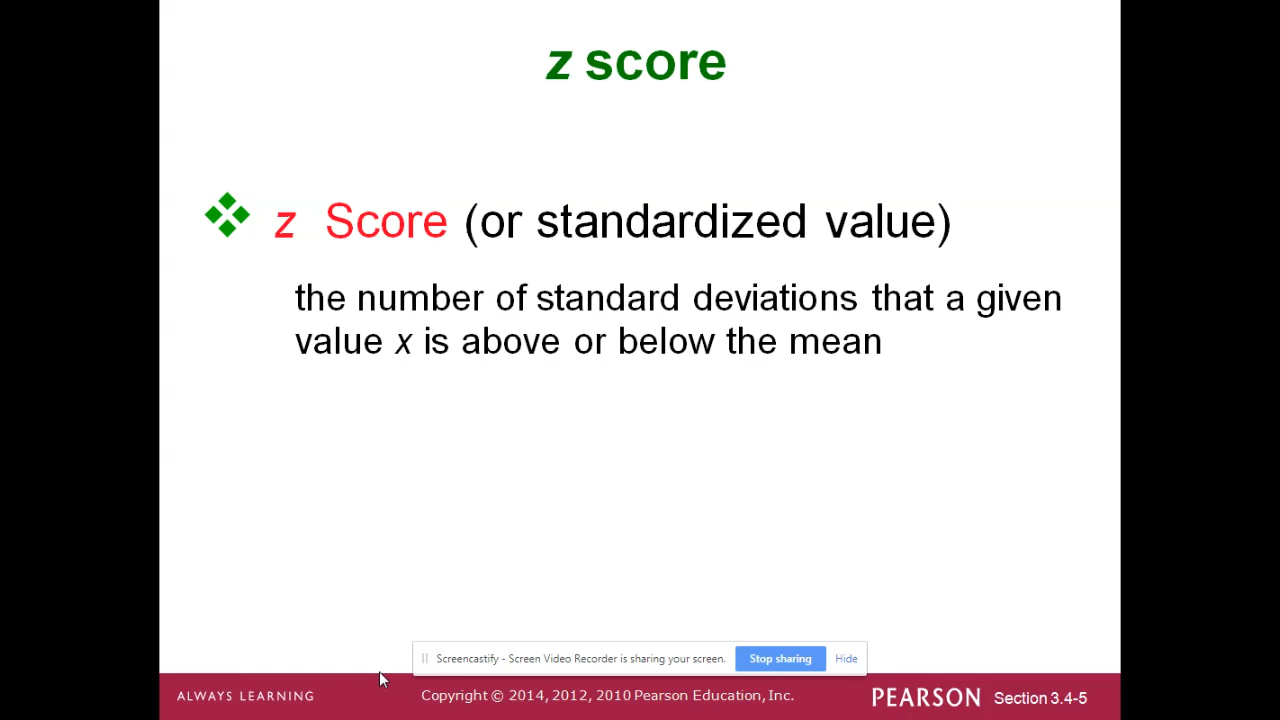 z score
z Score (or standardized value)
the number of standard deviations that a given
value x is above or below the mean
Screencastify - Screen Video Recorder is sharing your screen. Stop sharing Hide
ALWAYS LEARNING Copyright © 2014, 2012, 2010 Pearson Education, Inc. PEARSON Section 3.4-5